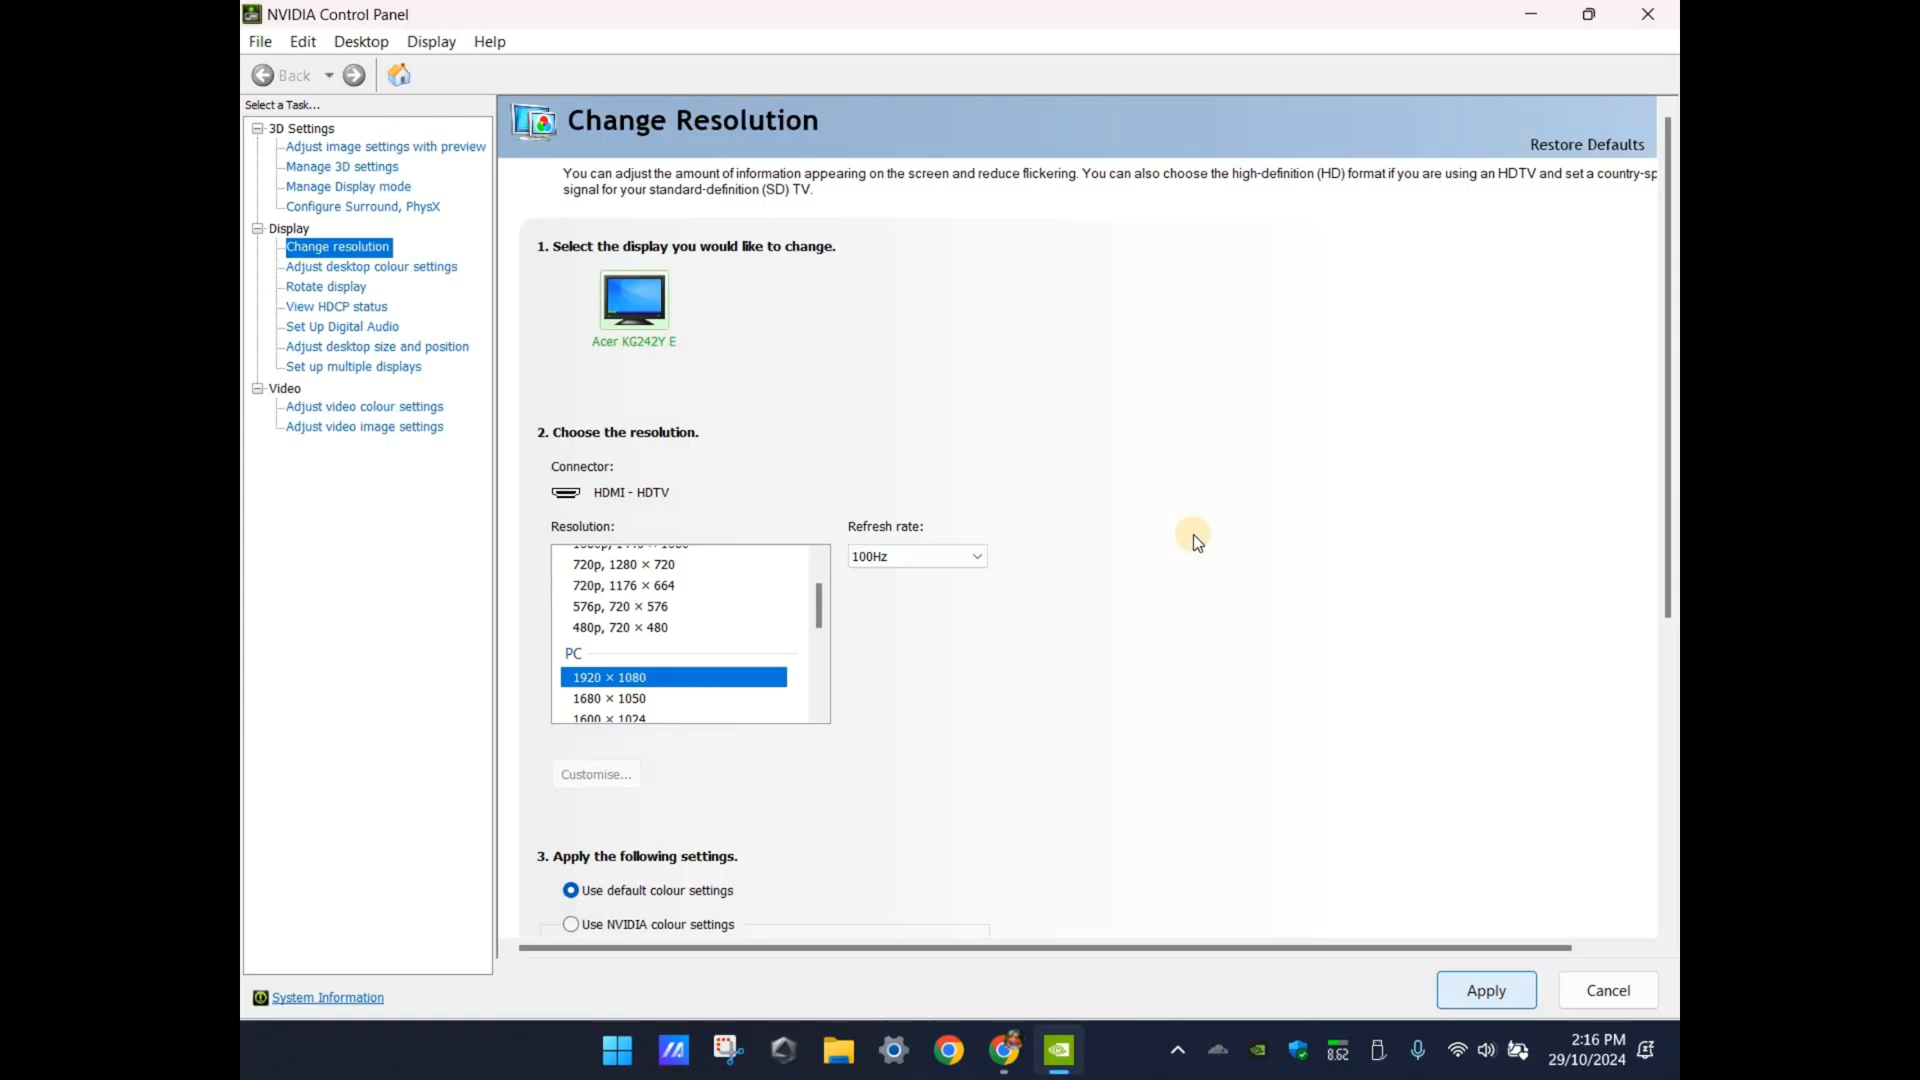 NVIDIA Control Panel
File Edit Desktop Display Help
Back
Select a Task...
3D Settings
Adjust image settings with preview
Manage 3D settings
Manage Display mode
Configure Surround, PhysX
Display
Change resolution
Adjust desktop colour settings
Rotate display
View HDCP status
Set Up Digital Audio
Adjust desktop size and position
Set up multiple displays
Video
Adjust video colour settings
Adjust video image settings
System Information
Change Resolution
Restore Defaults
You can adjust the amount of information appearing on the screen and reduce flickering. You can also choose the high-definition (HD) format if you are using an HDTV and set a country-sp
signal for your standard-definition (SD) TV.
1. Select the display you would like to change.
Acer KG242Y E
2. Choose the resolution.
Connector:
HDMI - HDTV
Resolution:
Refresh rate:
100Hz
720p, 1280 × 720
720p, 1176 × 664
576p, 720 × 576
480p, 720 × 480
PC
1920 × 1080
1680 × 1050
1600 × 1024
Customise...
3. Apply the following settings.
Use default colour settings
Use NVIDIA colour settings
Apply Cancel
8.62
2:16 PM
29/10/2024